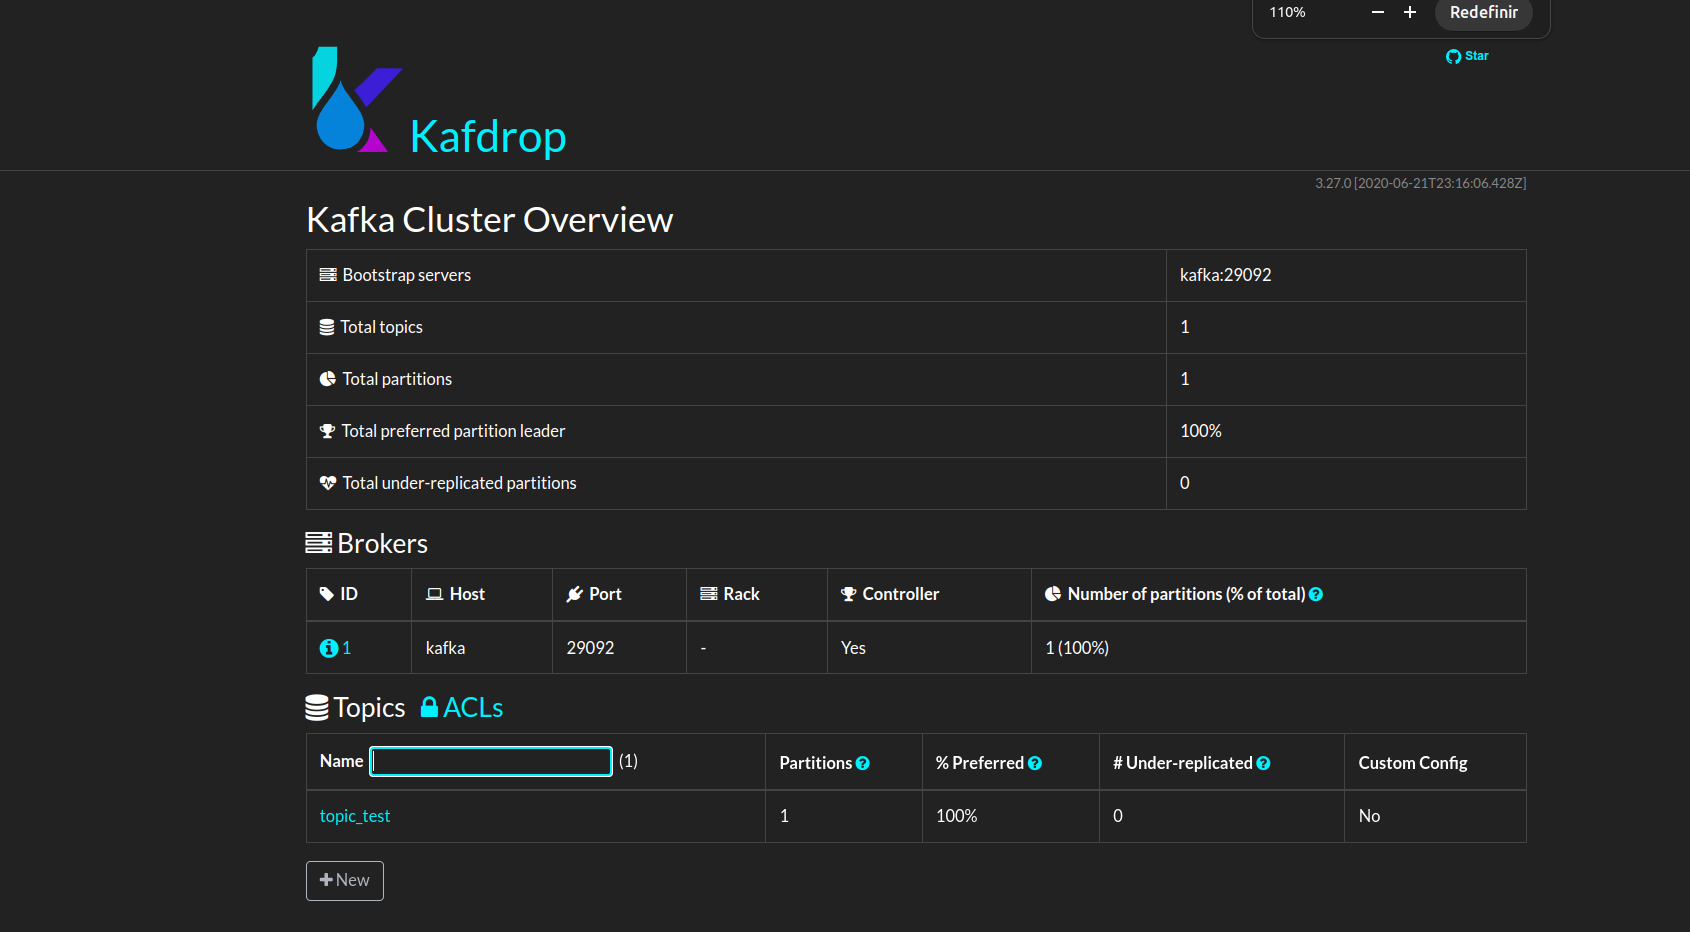 110% − + Redefinir
Star
Kafdrop
3.27.0 [2020-06-21T23:16:06.428Z]
Kafka Cluster Overview
Bootstrap servers kafka:29092
Total topics 1
Total partitions 1
Total preferred partition leader 100%
Total under-replicated partitions 0
Brokers
ID Host Port Rack Controller Number of partitions (% of total)
1 kafka 29092 - Yes 1 (100%)
Topics ACLs
Name (1) Partitions % Preferred # Under-replicated Custom Config
topic_test 1 100% 0 No
New